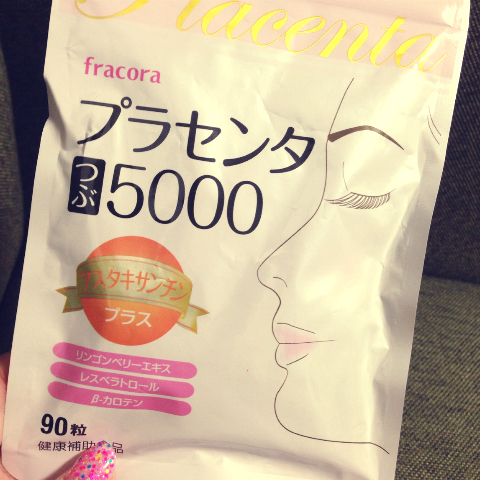 Placenta
fracora
プラセンタ
つぶ5000
アスタキサンチン
プラス
リンゴンベリーエキス
レスベラトロール
β-カロテン
90粒
健康補助食品